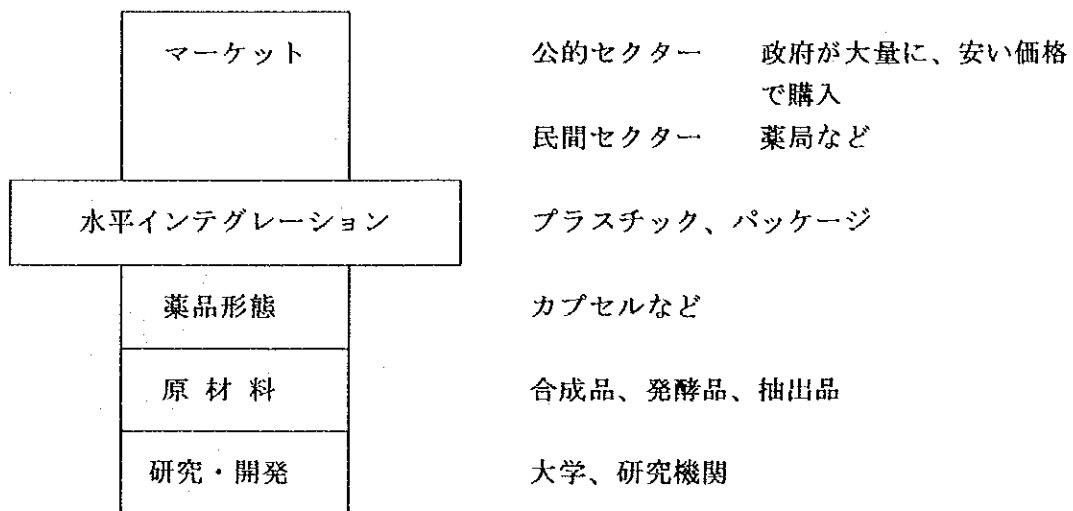 マーケット 公的セクター 政府が大量に、安い価格
で購入
民間セクター 薬局など
水平インテグレーション プラスチック、パッケージ
薬品形態 カプセルなど
原材料 合成品、発酵品、抽出品
研究・開発 大学、研究機関